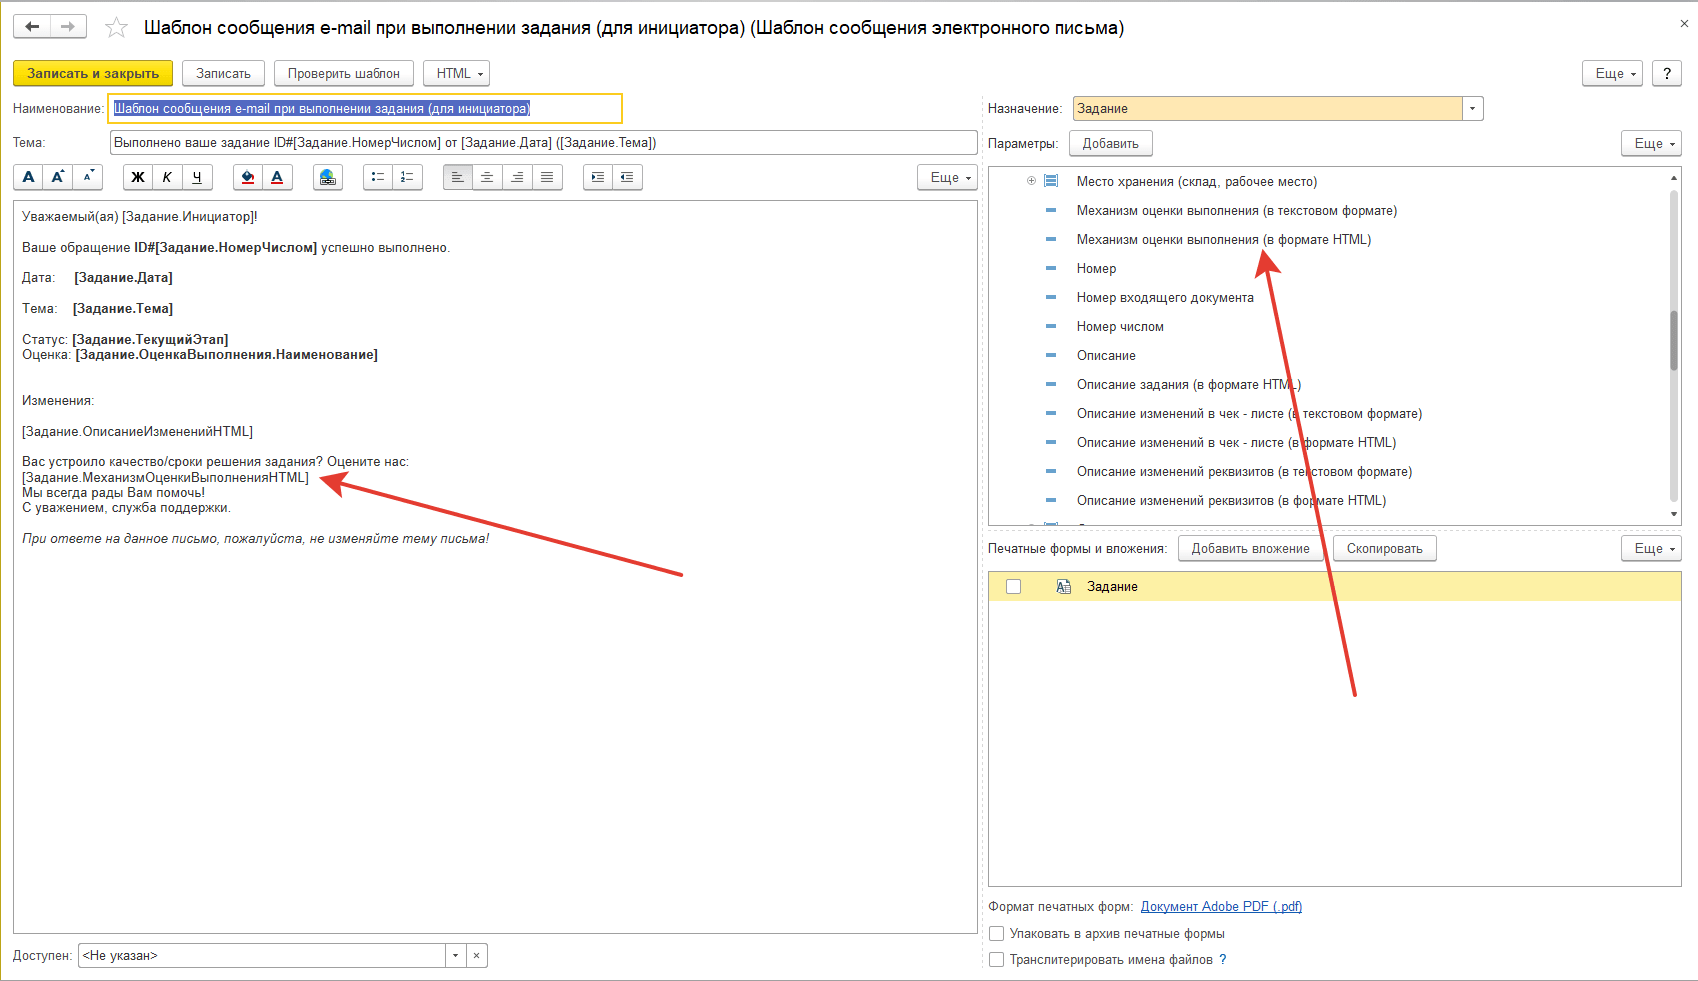 Шаблон сообщения e-mail при выполнении задания (для инициатора) (Шаблон сообщения электронного письма)
Записать и закрыть
Записать
Проверить шаблон
HTML
Еще
?
Наименование: Шаблон сообщения e-mail при выполнении задания (для инициатора)
Назначение: Задание
Тема: Выполнено ваше задание ID#[Задание.НомерЧислом] от [Задание.Дата] ([Задание.Тема])
Параметры: Добавить
Еще
A A A Ж К Ч A
Еще
Уважаемый(ая) [Задание.Инициатор]!
Ваше обращение ID#[Задание.НомерЧислом] успешно выполнено.
Дата: [Задание.Дата]
Тема: [Задание.Тема]
Статус: [Задание.ТекущийЭтап]
Оценка: [Задание.ОценкаВыполнения.Наименование]
Изменения:
[Задание.ОписаниеИзмененийHTML]
Вас устроило качество/сроки решения задания? Оцените нас:
[Задание.МеханизмОценкиВыполненияHTML]
Мы всегда рады Вам помочь!
С уважением, служба поддержки.
При ответе на данное письмо, пожалуйста, не изменяйте тему письма!
Место хранения (склад, рабочее место)
Механизм оценки выполнения (в текстовом формате)
Механизм оценки выполнения (в формате HTML)
Номер
Номер входящего документа
Номер числом
Описание
Описание задания (в формате HTML)
Описание изменений в чек - листе (в текстовом формате)
Описание изменений в чек - листе (в формате HTML)
Описание изменений реквизитов (в текстовом формате)
Описание изменений реквизитов (в формате HTML)
Печатные формы и вложения: Добавить вложение
Скопировать
Еще
Задание
Формат печатных форм: Документ Adobe PDF (.pdf)
Упаковать в архив печатные формы
Транслитерировать имена файлов ?
Доступен: <Не указан>